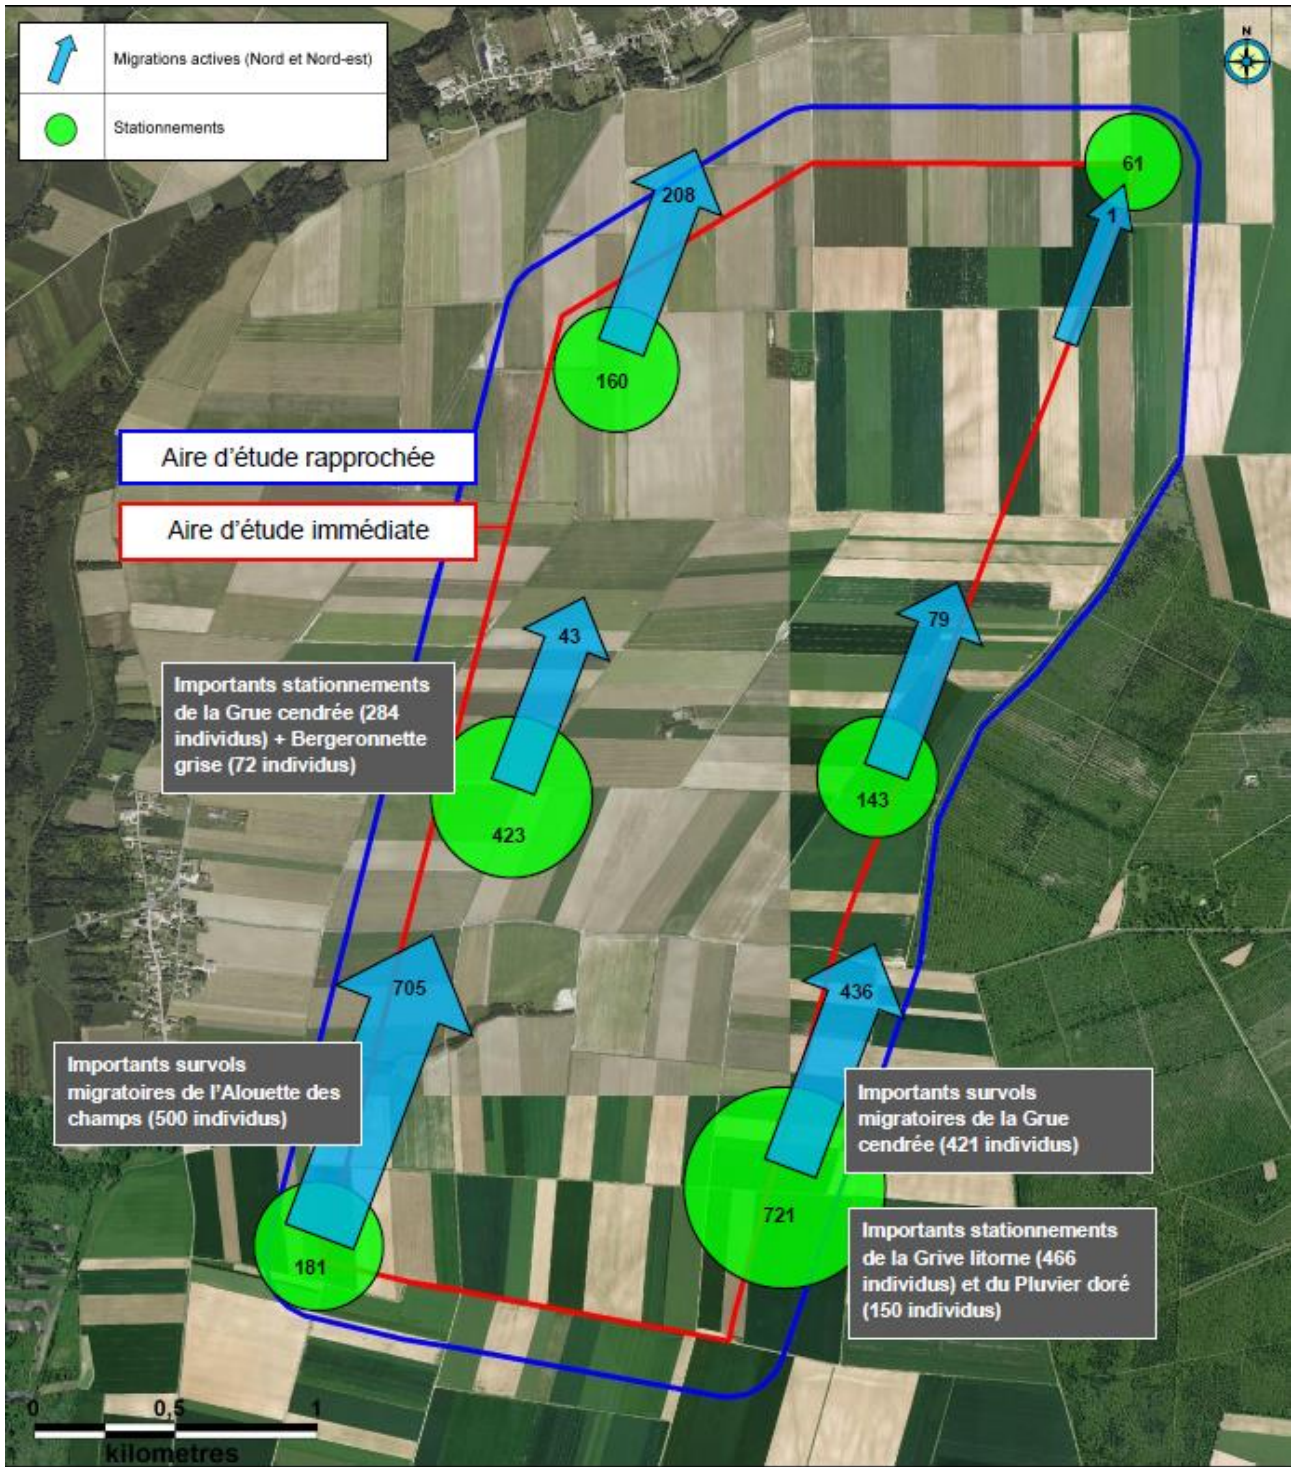 Migrations actives (Nord et Nord-est)
Stationnements
N
61
208
1
160
Aire d'étude rapprochée
Aire d'étude immédiate
43
79
Importants stationnements
de la Grue cendrée (284
individus) + Bergeronnette
grise (72 individus)
423
143
705
436
Importants survols
migratoires de l'Alouette des
champs (500 individus)
Importants survols
migratoires de la Grue
cendrée (421 individus)
721
181
Importants stationnements
de la Grive litorne (466
individus) et du Pluvier doré
(150 individus)
0 0,5 1
kilometres